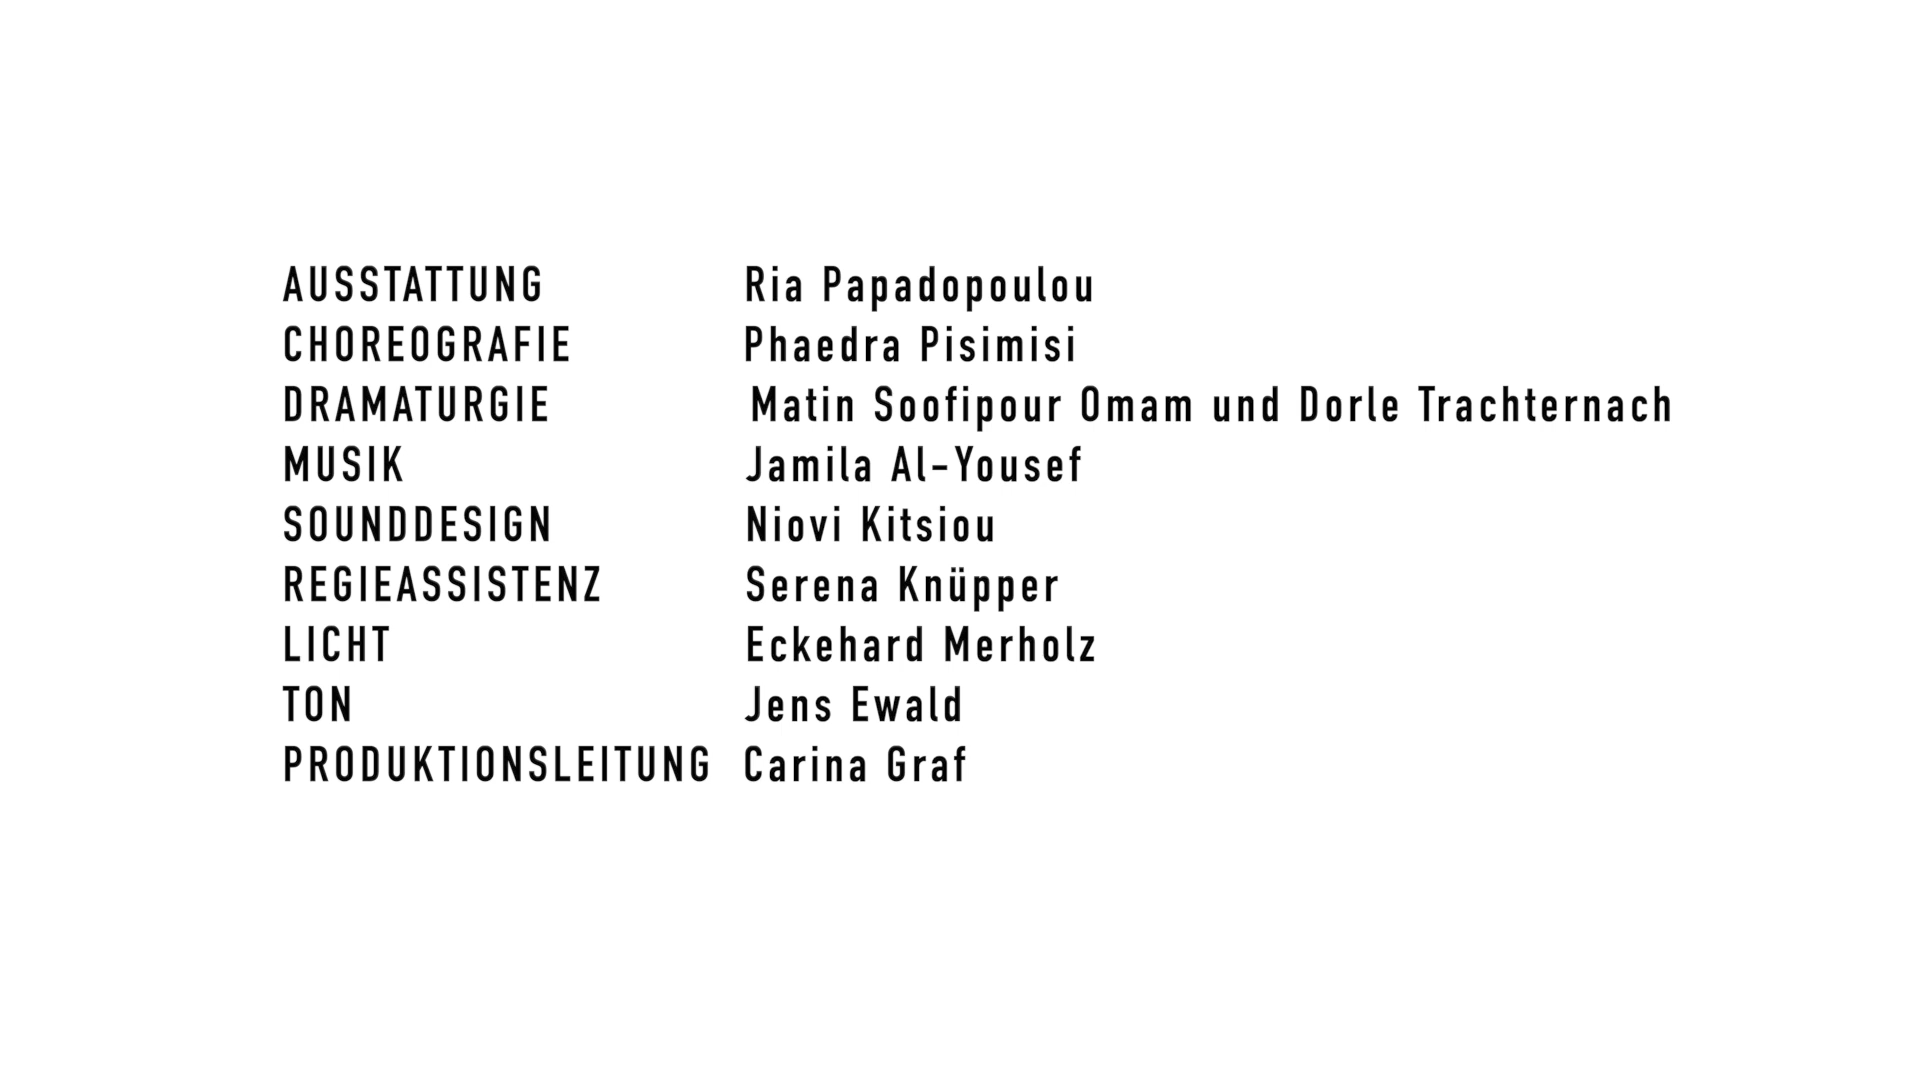 AUSSTATTUNG Ria Papadopoulou
CHOREOGRAFIE Phaedra Pisimisi
DRAMATURGIE Matin Soofipour Omam und Dorle Trachternach
MUSIK Jamila Al-Yousef
SOUNDDESIGN Niovi Kitsiou
REGIEASSISTENZ Serena Knüpper
LICHT Eckehard Merholz
TON Jens Ewald
PRODUKTIONSLEITUNG Carina Graf